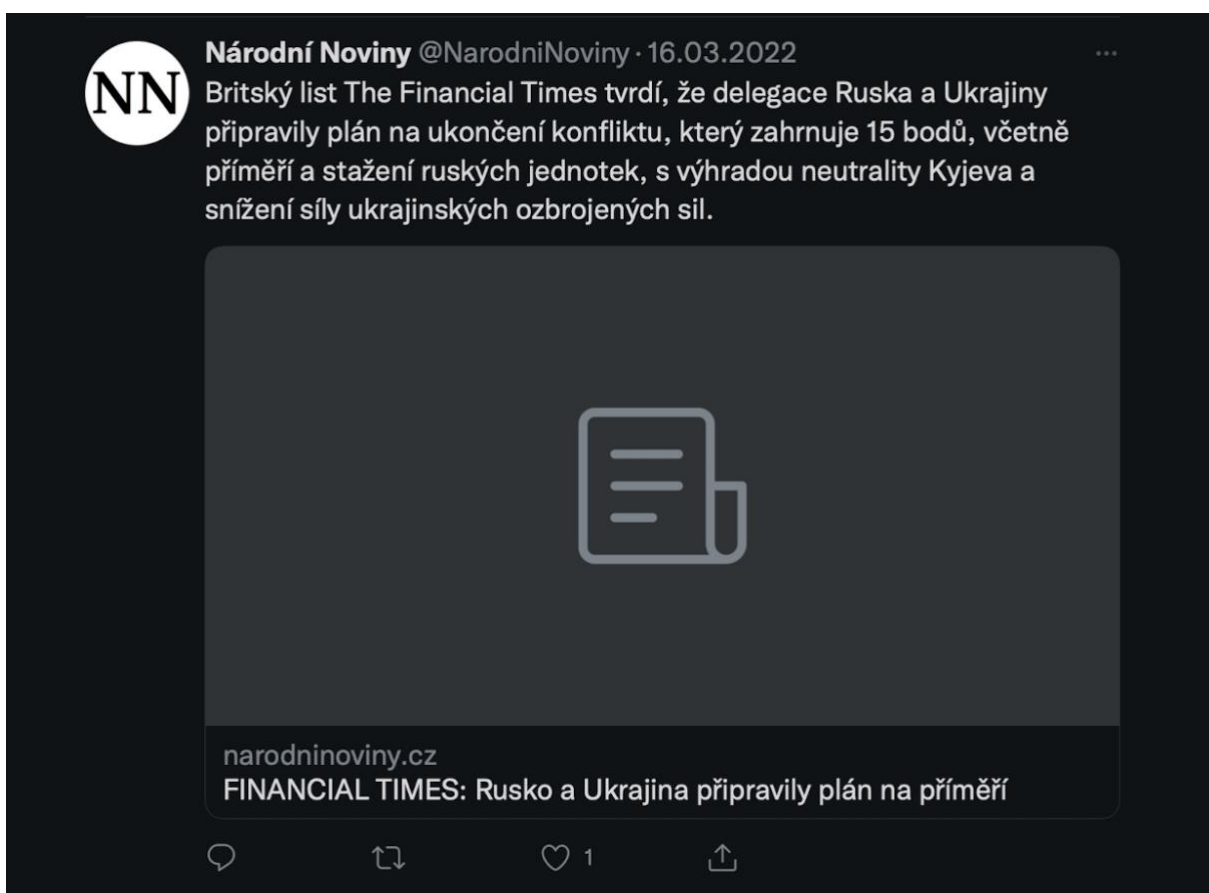 Národní Noviny @NarodniNoviny · 16.03.2022
NN
Britský list The Financial Times tvrdí, že delegace Ruska a Ukrajiny
připravily plán na ukončení konfliktu, který zahrnuje 15 bodů, včetně
příměří a stažení ruských jednotek, s výhradou neutrality Kyjeva a
snížení síly ukrajinských ozbrojených sil.
narodninoviny.cz
FINANCIAL TIMES: Rusko a Ukrajina připravily plán na příměří
1